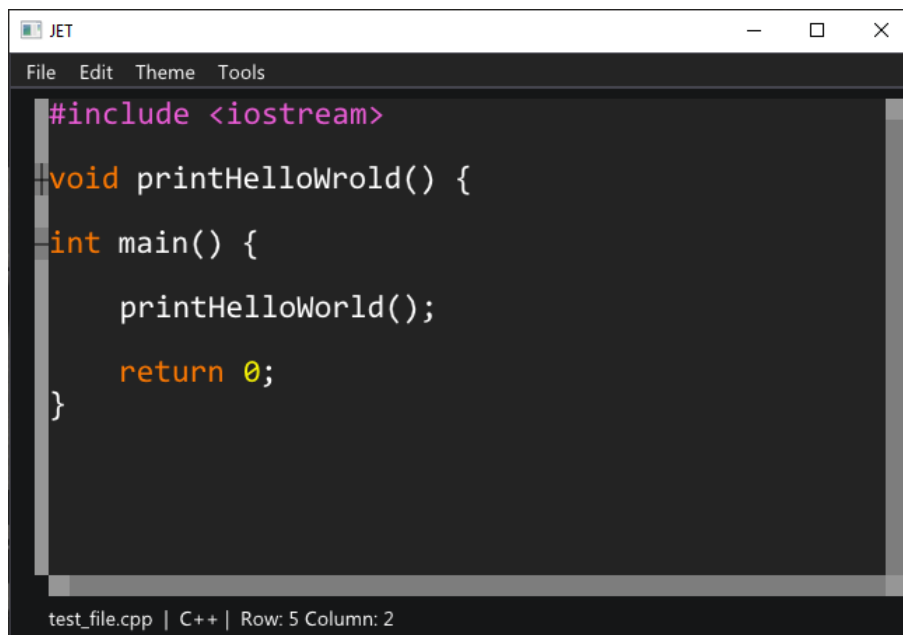 JET
File Edit Theme Tools
#include <iostream>
void printHelloWrold() {
int main() {
printHelloWorld();
return 0;
}
test_file.cpp | C++ | Row: 5 Column: 2